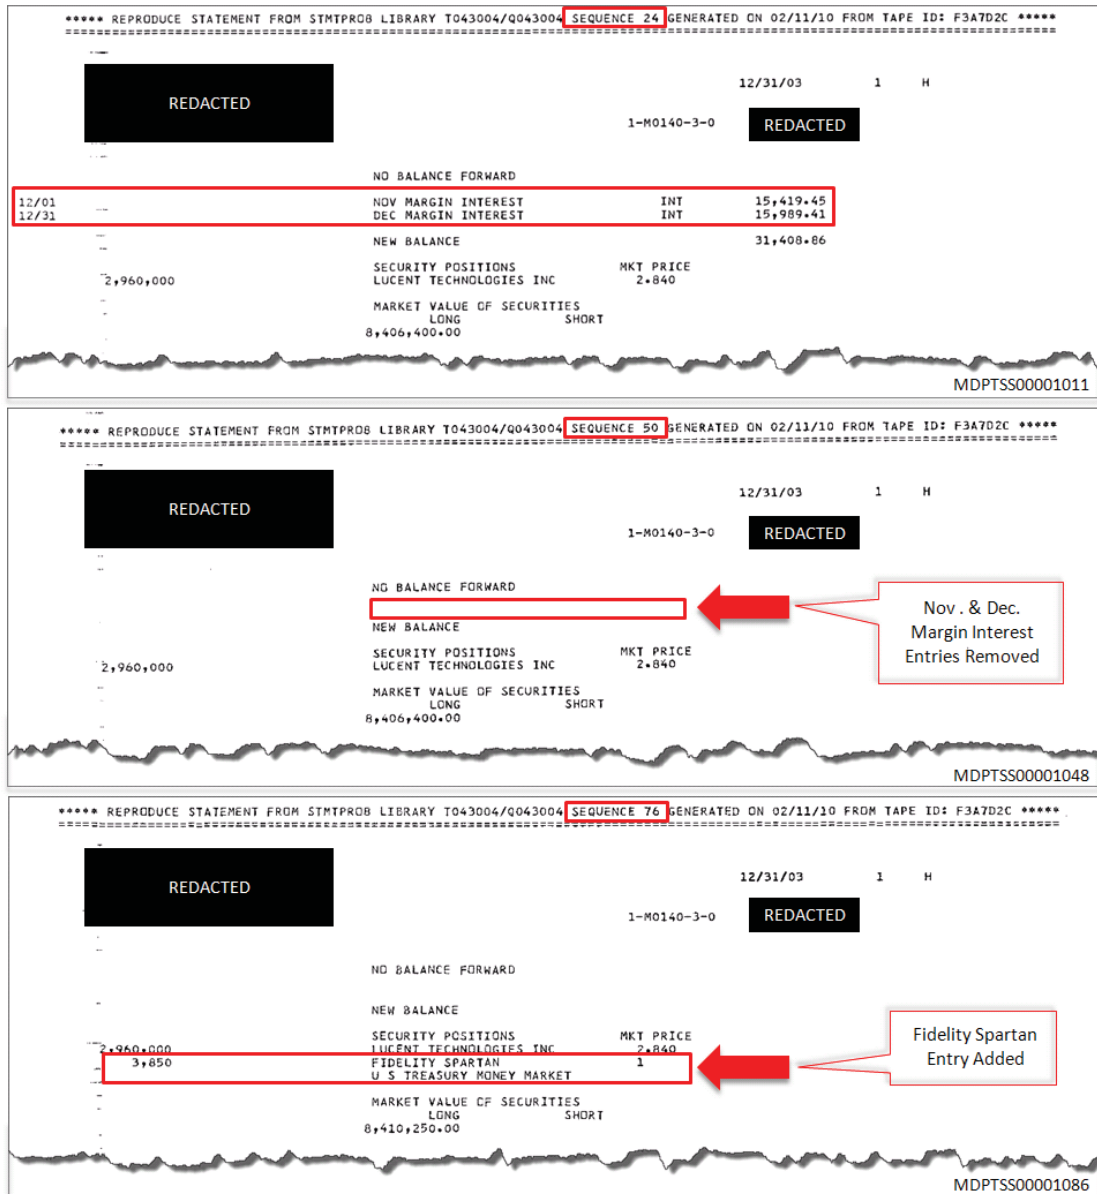 ***** REPRODUCE STATEMENT FROM STMTPROB LIBRARY T043004/Q043004 SEQUENCE 24 GENERATED ON 02/11/10 FROM TAPE ID: F3A7D2C *****
REDACTED
12/31/03 1 H
1-M0140-3-0 REDACTED
NO BALANCE FORWARD
12/01 NOV MARGIN INTEREST INT 15,419.45
12/31 DEC MARGIN INTEREST INT 15,989.41
NEW BALANCE 31,408.86
SECURITY POSITIONS MKT PRICE
2,960,000 LUCENT TECHNOLOGIES INC 2.840
MARKET VALUE OF SECURITIES
LONG SHORT
8,406,400.00
MDPTSS00001011
***** REPRODUCE STATEMENT FROM STMTPROB LIBRARY T043004/Q043004 SEQUENCE 50 GENERATED ON 02/11/10 FROM TAPE ID: F3A7D2C *****
REDACTED
12/31/03 1 H
1-M0140-3-0 REDACTED
NO BALANCE FORWARD
Nov . & Dec.
Margin Interest
Entries Removed
NEW BALANCE
SECURITY POSITIONS MKT PRICE
2,960,000 LUCENT TECHNOLOGIES INC 2.840
MARKET VALUE OF SECURITIES
LONG SHORT
8,406,400.00
MDPTSS00001048
***** REPRODUCE STATEMENT FROM STMTPROB LIBRARY T043004/Q043004 SEQUENCE 76 GENERATED ON 02/11/10 FROM TAPE ID: F3A7D2C *****
REDACTED
12/31/03 1 H
1-M0140-3-0 REDACTED
NO BALANCE FORWARD
NEW BALANCE
SECURITY POSITIONS MKT PRICE
2,960,000 LUCENT TECHNOLOGIES INC 2.840
3,850 FIDELITY SPARTAN 1
U S TREASURY MONEY MARKET
Fidelity Spartan
Entry Added
MARKET VALUE OF SECURITIES
LONG SHORT
8,410,250.00
MDPTSS00001086